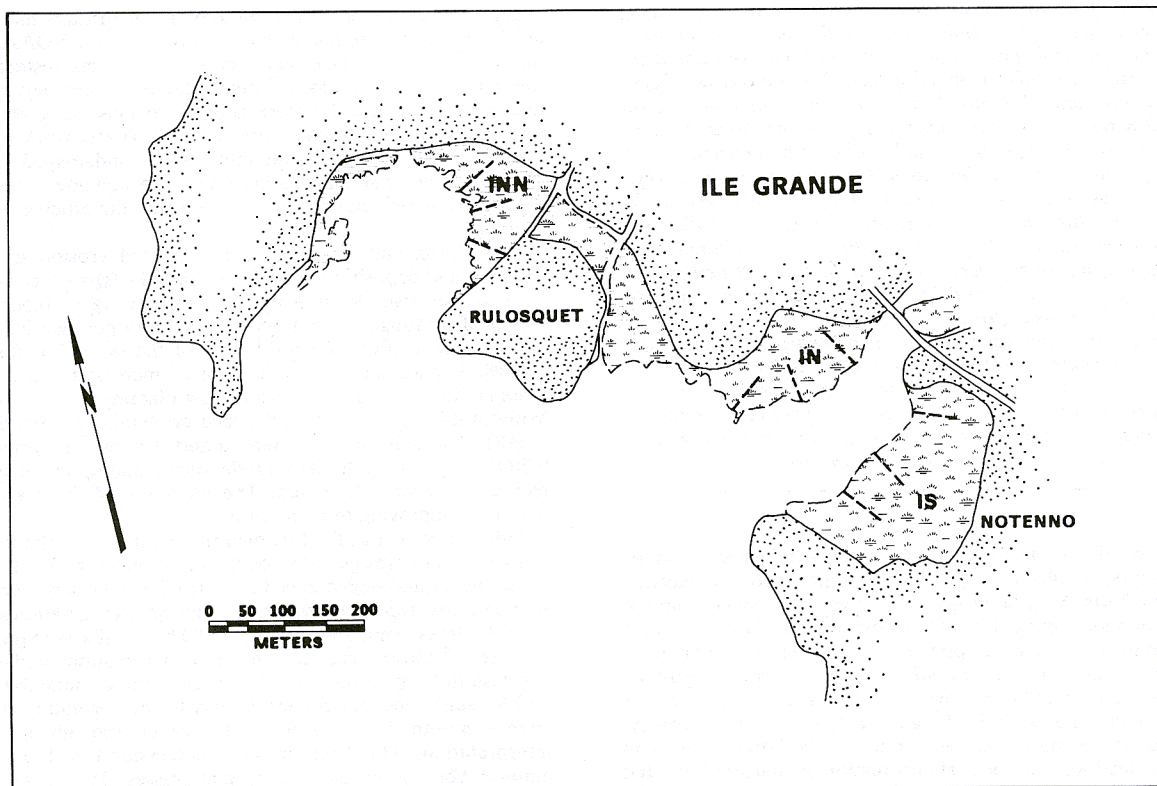 INN
ILE GRANDE
RULOSQUET
IN
IS
NOTENNO
N
0 50 100 150 200
METERS